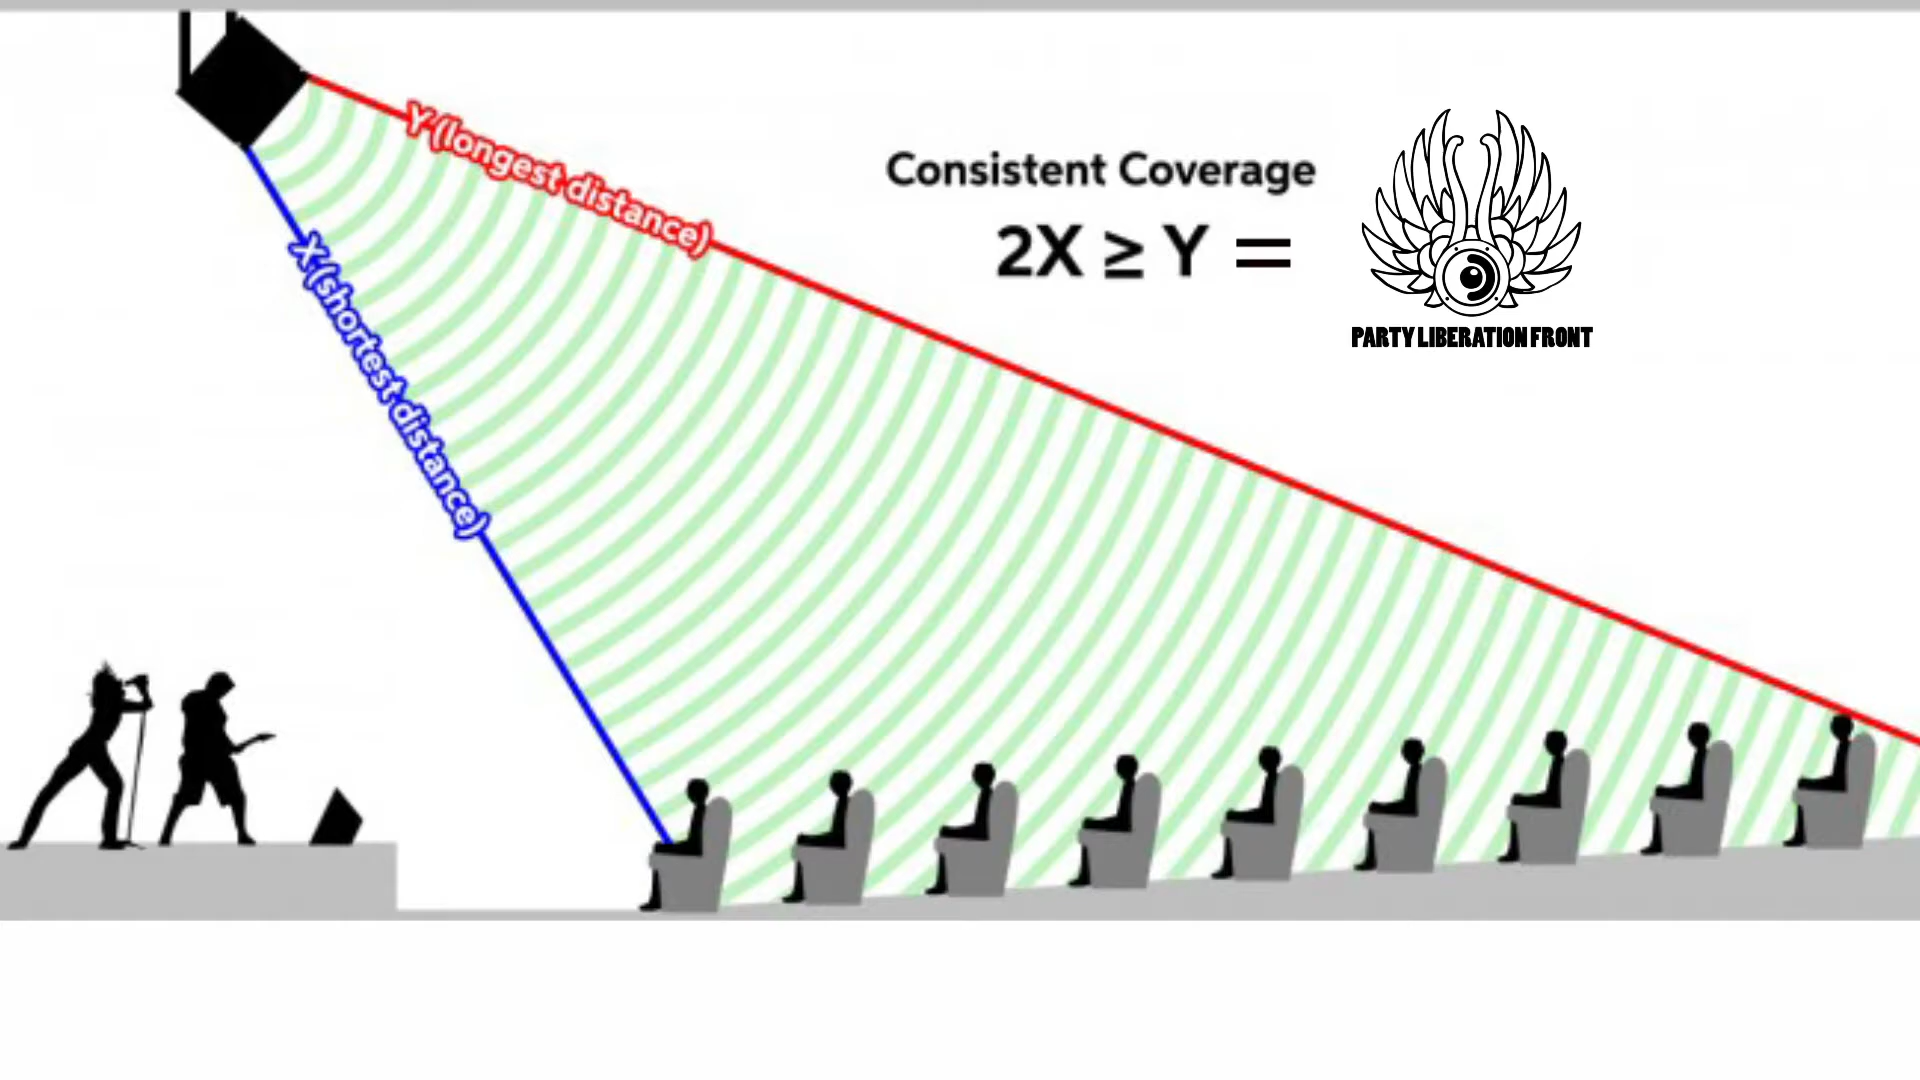 Y (longest distance)
Consistent Coverage
2X ≥ Y =
PARTY LIBERATION FRONT
X (shortest distance)